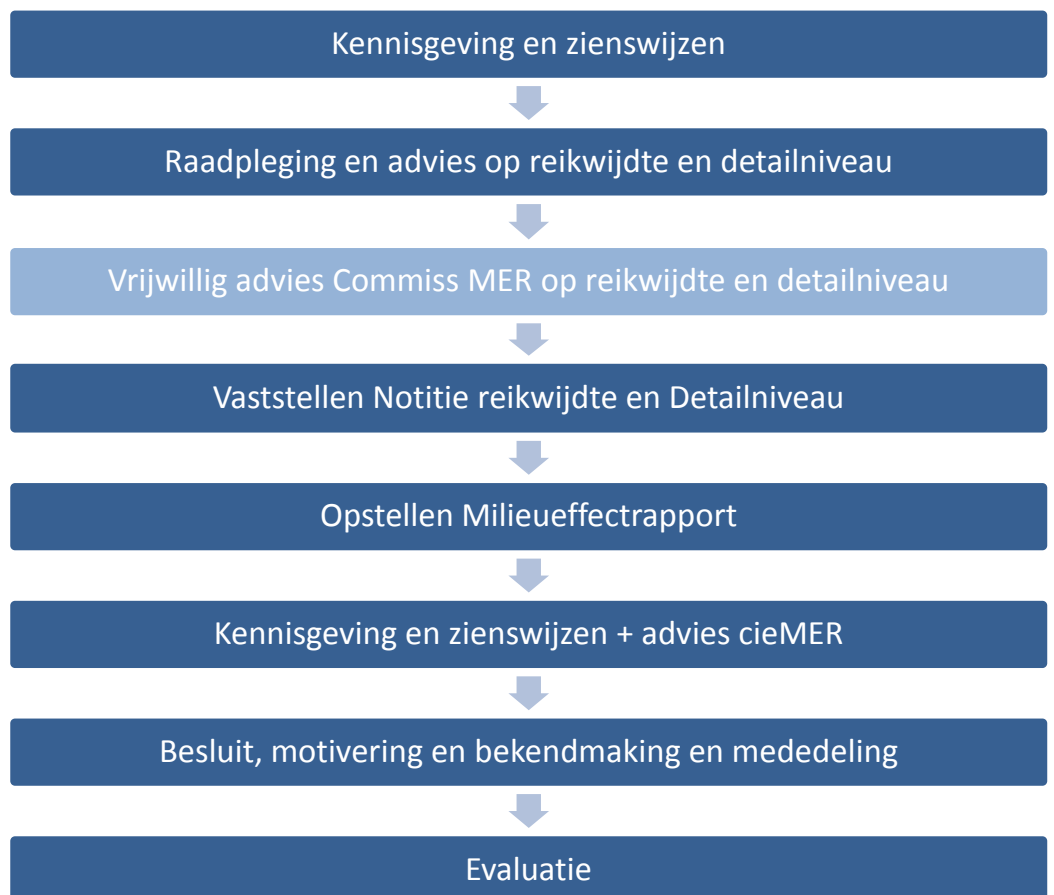 Kennisgeving en zienswijzen
Raadpleging en advies op reikwijdte en detailniveau
Vrijwillig advies Commiss MER op reikwijdte en detailniveau
Vaststellen Notitie reikwijdte en Detailniveau
Opstellen Milieueffectrapport
Kennisgeving en zienswijzen + advies cieMER
Besluit, motivering en bekendmaking en mededeling
Evaluatie